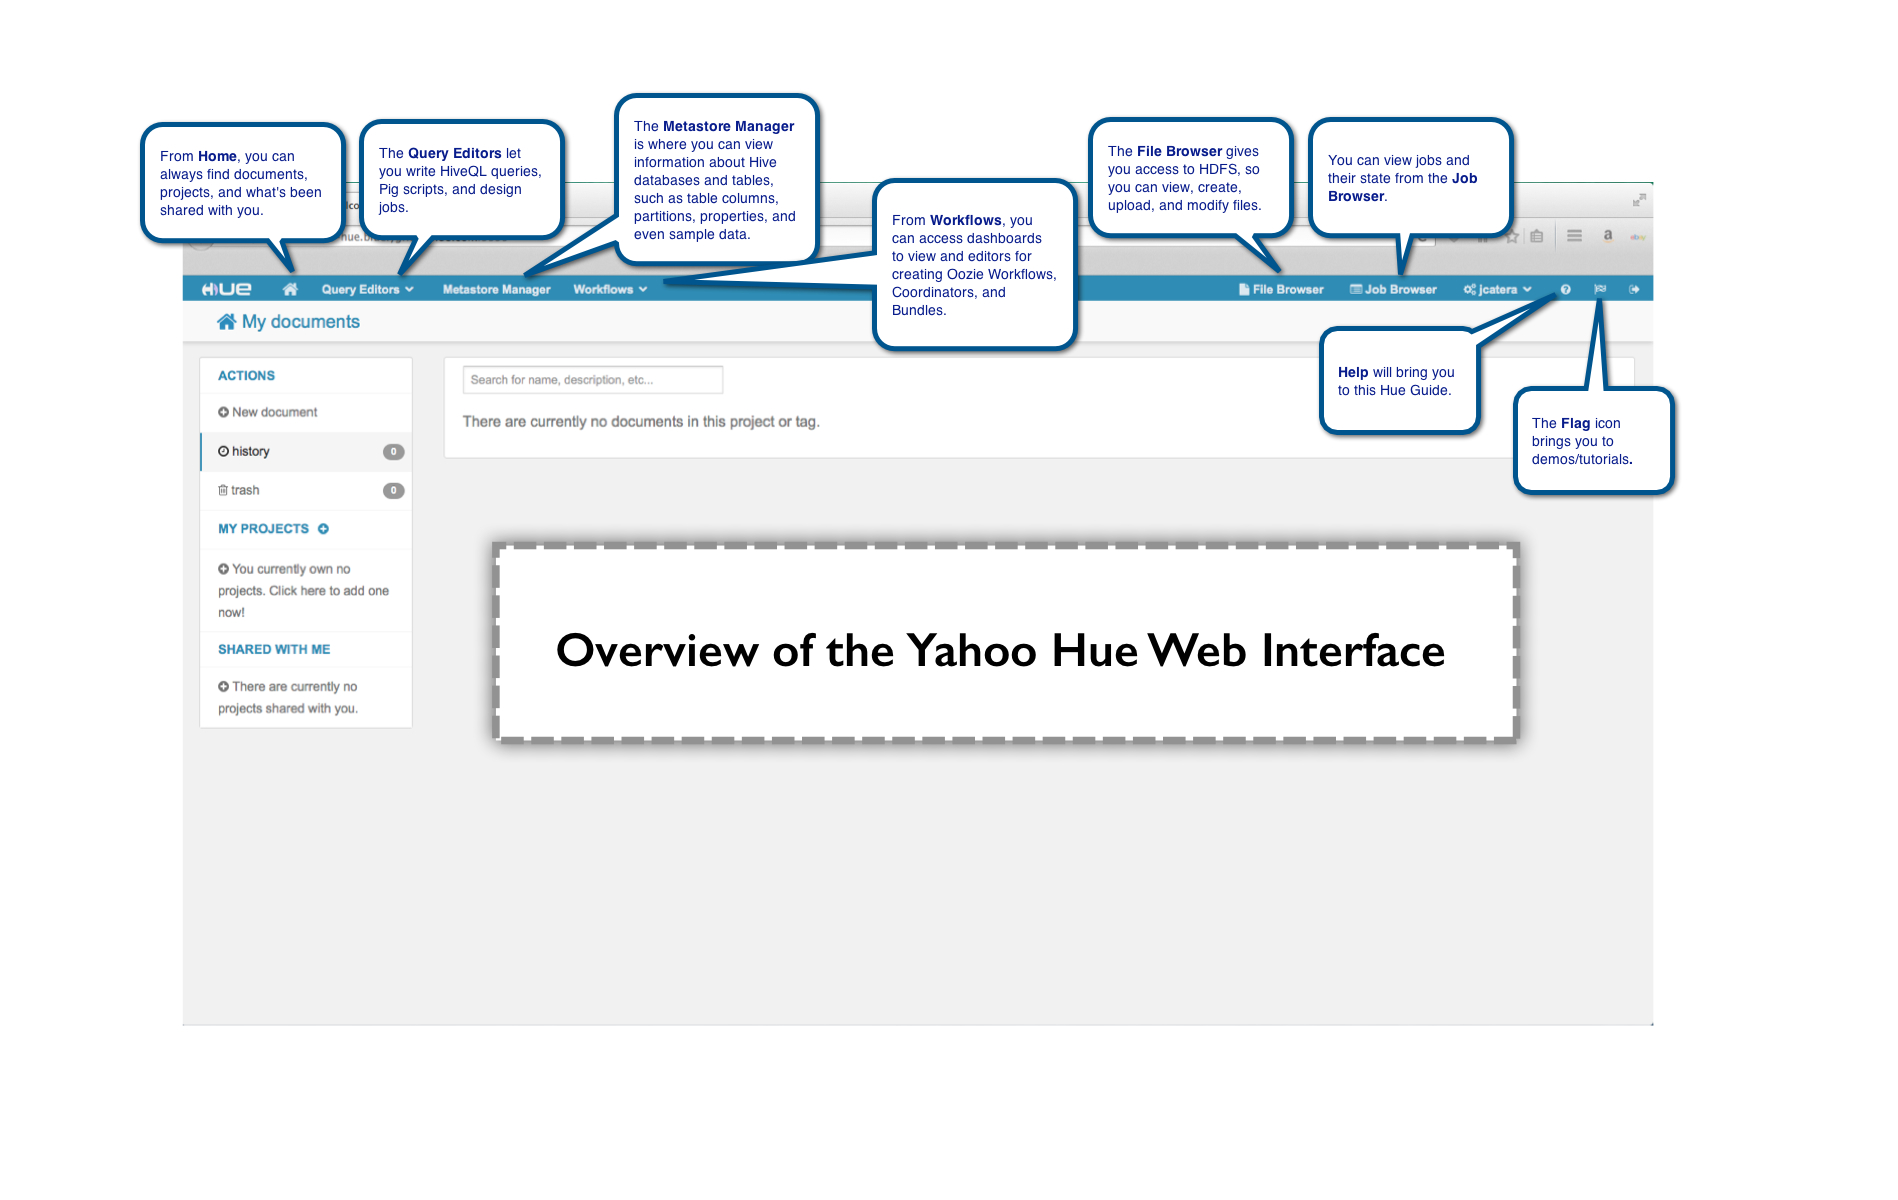 From Home, you can
always find documents,
projects, and what's been
shared with you.
The Query Editors let
you write HiveQL queries,
Pig scripts, and design
jobs.
The Metastore Manager
is where you can view
information about Hive
databases and tables,
such as table columns,
partitions, properties, and
even sample data.
From Workflows, you
can access dashboards
to view and editors for
creating Oozie Workflows,
Coordinators, and
Bundles.
The File Browser gives
you access to HDFS, so
you can view, create,
upload, and modify files.
You can view jobs and
their state from the Job
Browser.
a
ebay
HUE
Query Editors
Metastore Manager
Workflows
File Browser
Job Browser
jcatera
My documents
Help will bring you
to this Hue Guide.
The Flag icon
brings you to
demos/tutorials.
ACTIONS
New document
history 0
trash 0
MY PROJECTS
You currently own no
projects. Click here to add one
now!
SHARED WITH ME
There are currently no
projects shared with you.
Search for name, description, etc...
There are currently no documents in this project or tag.
Overview of the Yahoo Hue Web Interface